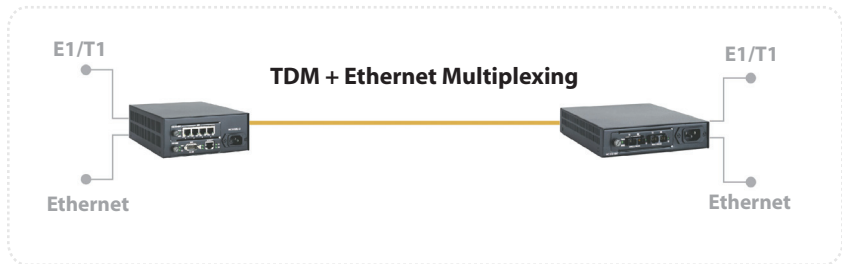 E1/T1
E1/T1
TDM + Ethernet Multiplexing
Ethernet
Ethernet